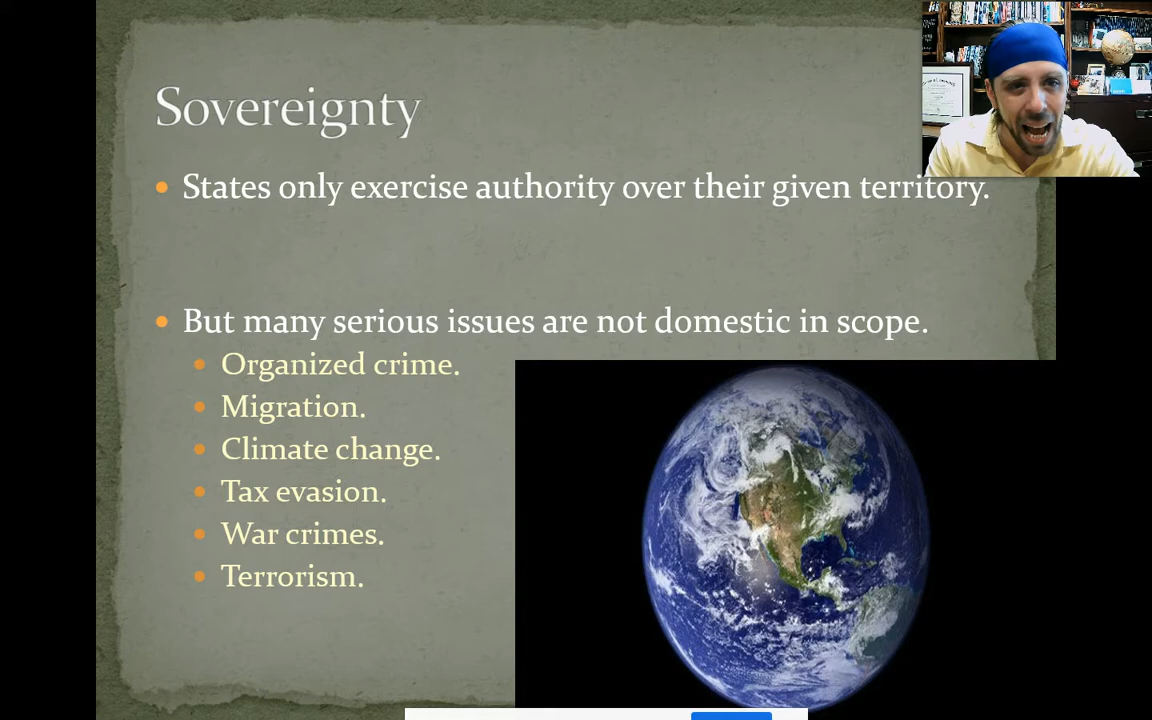 Sovereignty
States only exercise authority over their given territory.
But many serious issues are not domestic in scope.
Organized crime.
Migration.
Climate change.
Tax evasion.
War crimes.
Terrorism.